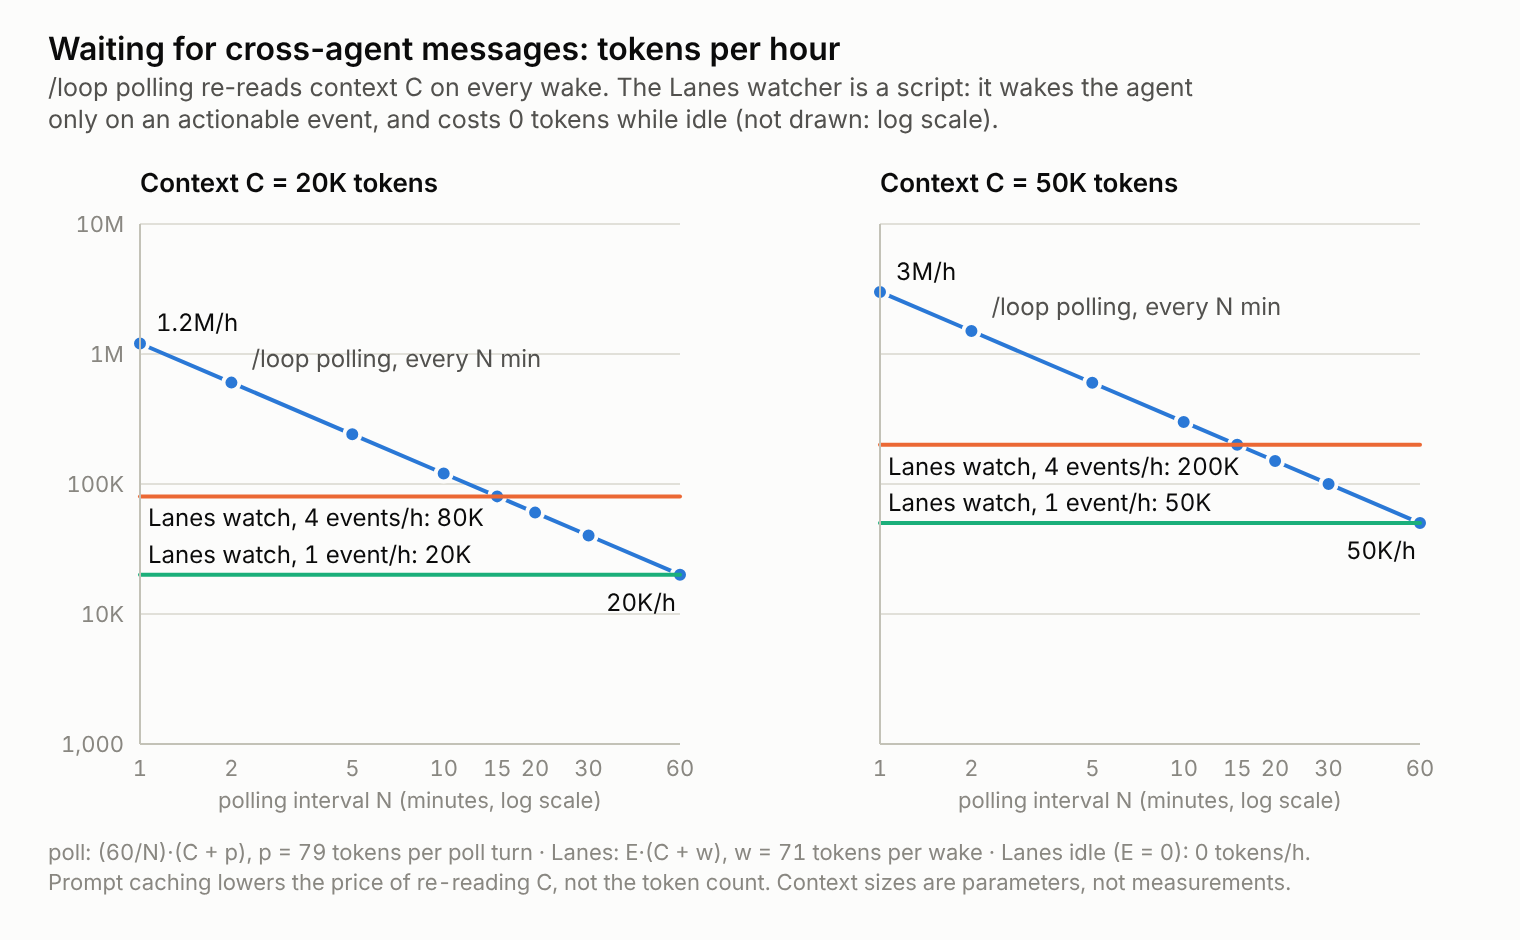 Waiting for cross-agent messages: tokens per hour
/loop polling re-reads context C on every wake. The Lanes watcher is a script: it wakes the agent
only on an actionable event, and costs 0 tokens while idle (not drawn: log scale).
Context C = 20K tokens
10M
1M
100K
10K
1,000
1.2M/h
/loop polling, every N min
Lanes watch, 4 events/h: 80K
Lanes watch, 1 event/h: 20K
20K/h
1 2 5 10 15 20 30 60
polling interval N (minutes, log scale)
Context C = 50K tokens
3M/h
/loop polling, every N min
Lanes watch, 4 events/h: 200K
Lanes watch, 1 event/h: 50K
50K/h
1 2 5 10 15 20 30 60
polling interval N (minutes, log scale)
poll: (60/N)·(C + p), p = 79 tokens per poll turn · Lanes: E·(C + w), w = 71 tokens per wake · Lanes idle (E = 0): 0 tokens/h.
Prompt caching lowers the price of re-reading C, not the token count. Context sizes are parameters, not measurements.